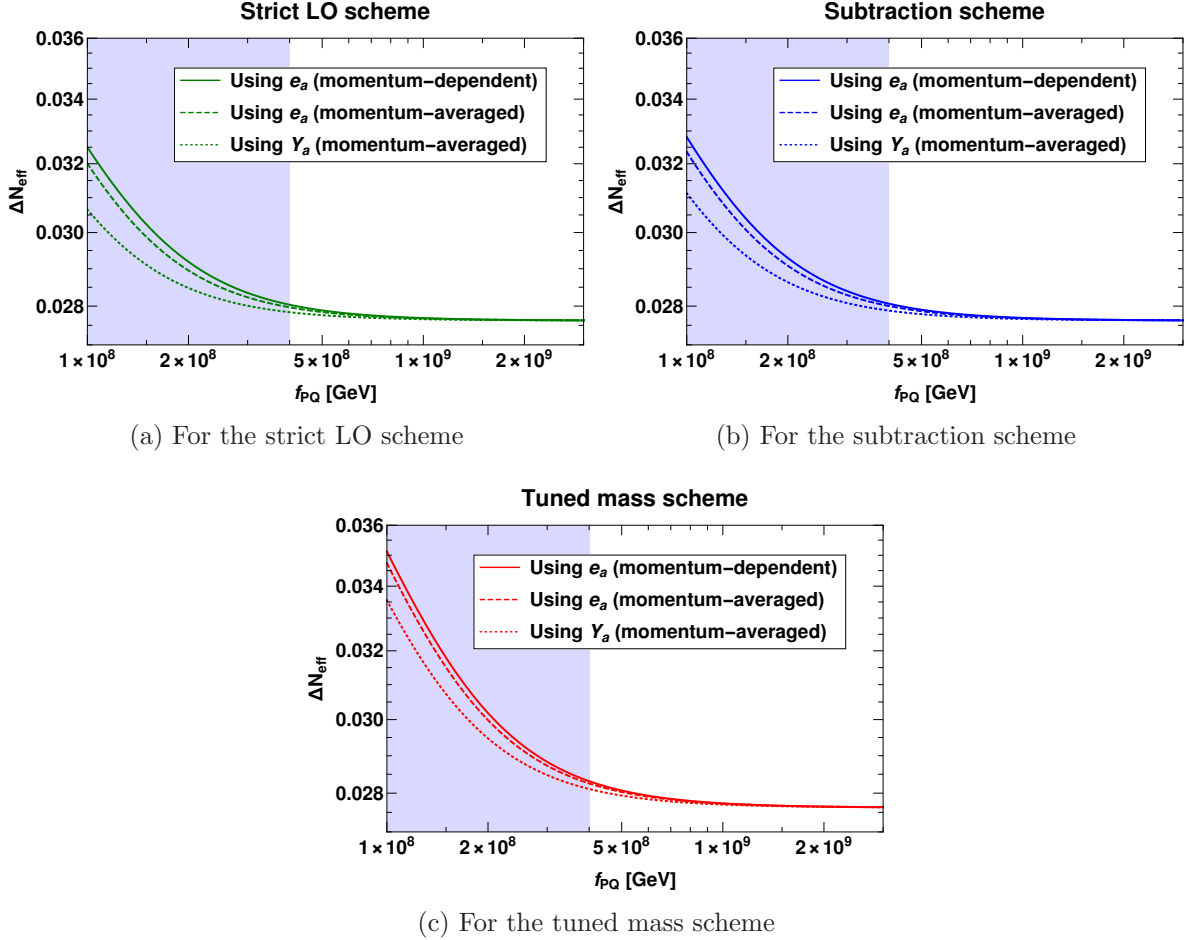 Strict LO scheme
0.036
0.034
0.032
0.030
0.028
ΔN_eff
Using e_a (momentum-dependent)
Using e_a (momentum-averaged)
Using Y_a (momentum-averaged)
1×10^8 2×10^8 5×10^8 1×10^9 2×10^9
f_PQ [GeV]
(a) For the strict LO scheme
Subtraction scheme
0.036
0.034
0.032
0.030
0.028
ΔN_eff
Using e_a (momentum-dependent)
Using e_a (momentum-averaged)
Using Y_a (momentum-averaged)
1×10^8 2×10^8 5×10^8 1×10^9 2×10^9
f_PQ [GeV]
(b) For the subtraction scheme
Tuned mass scheme
0.036
0.034
0.032
0.030
0.028
ΔN_eff
Using e_a (momentum-dependent)
Using e_a (momentum-averaged)
Using Y_a (momentum-averaged)
1×10^8 2×10^8 5×10^8 1×10^9 2×10^9
f_PQ [GeV]
(c) For the tuned mass scheme